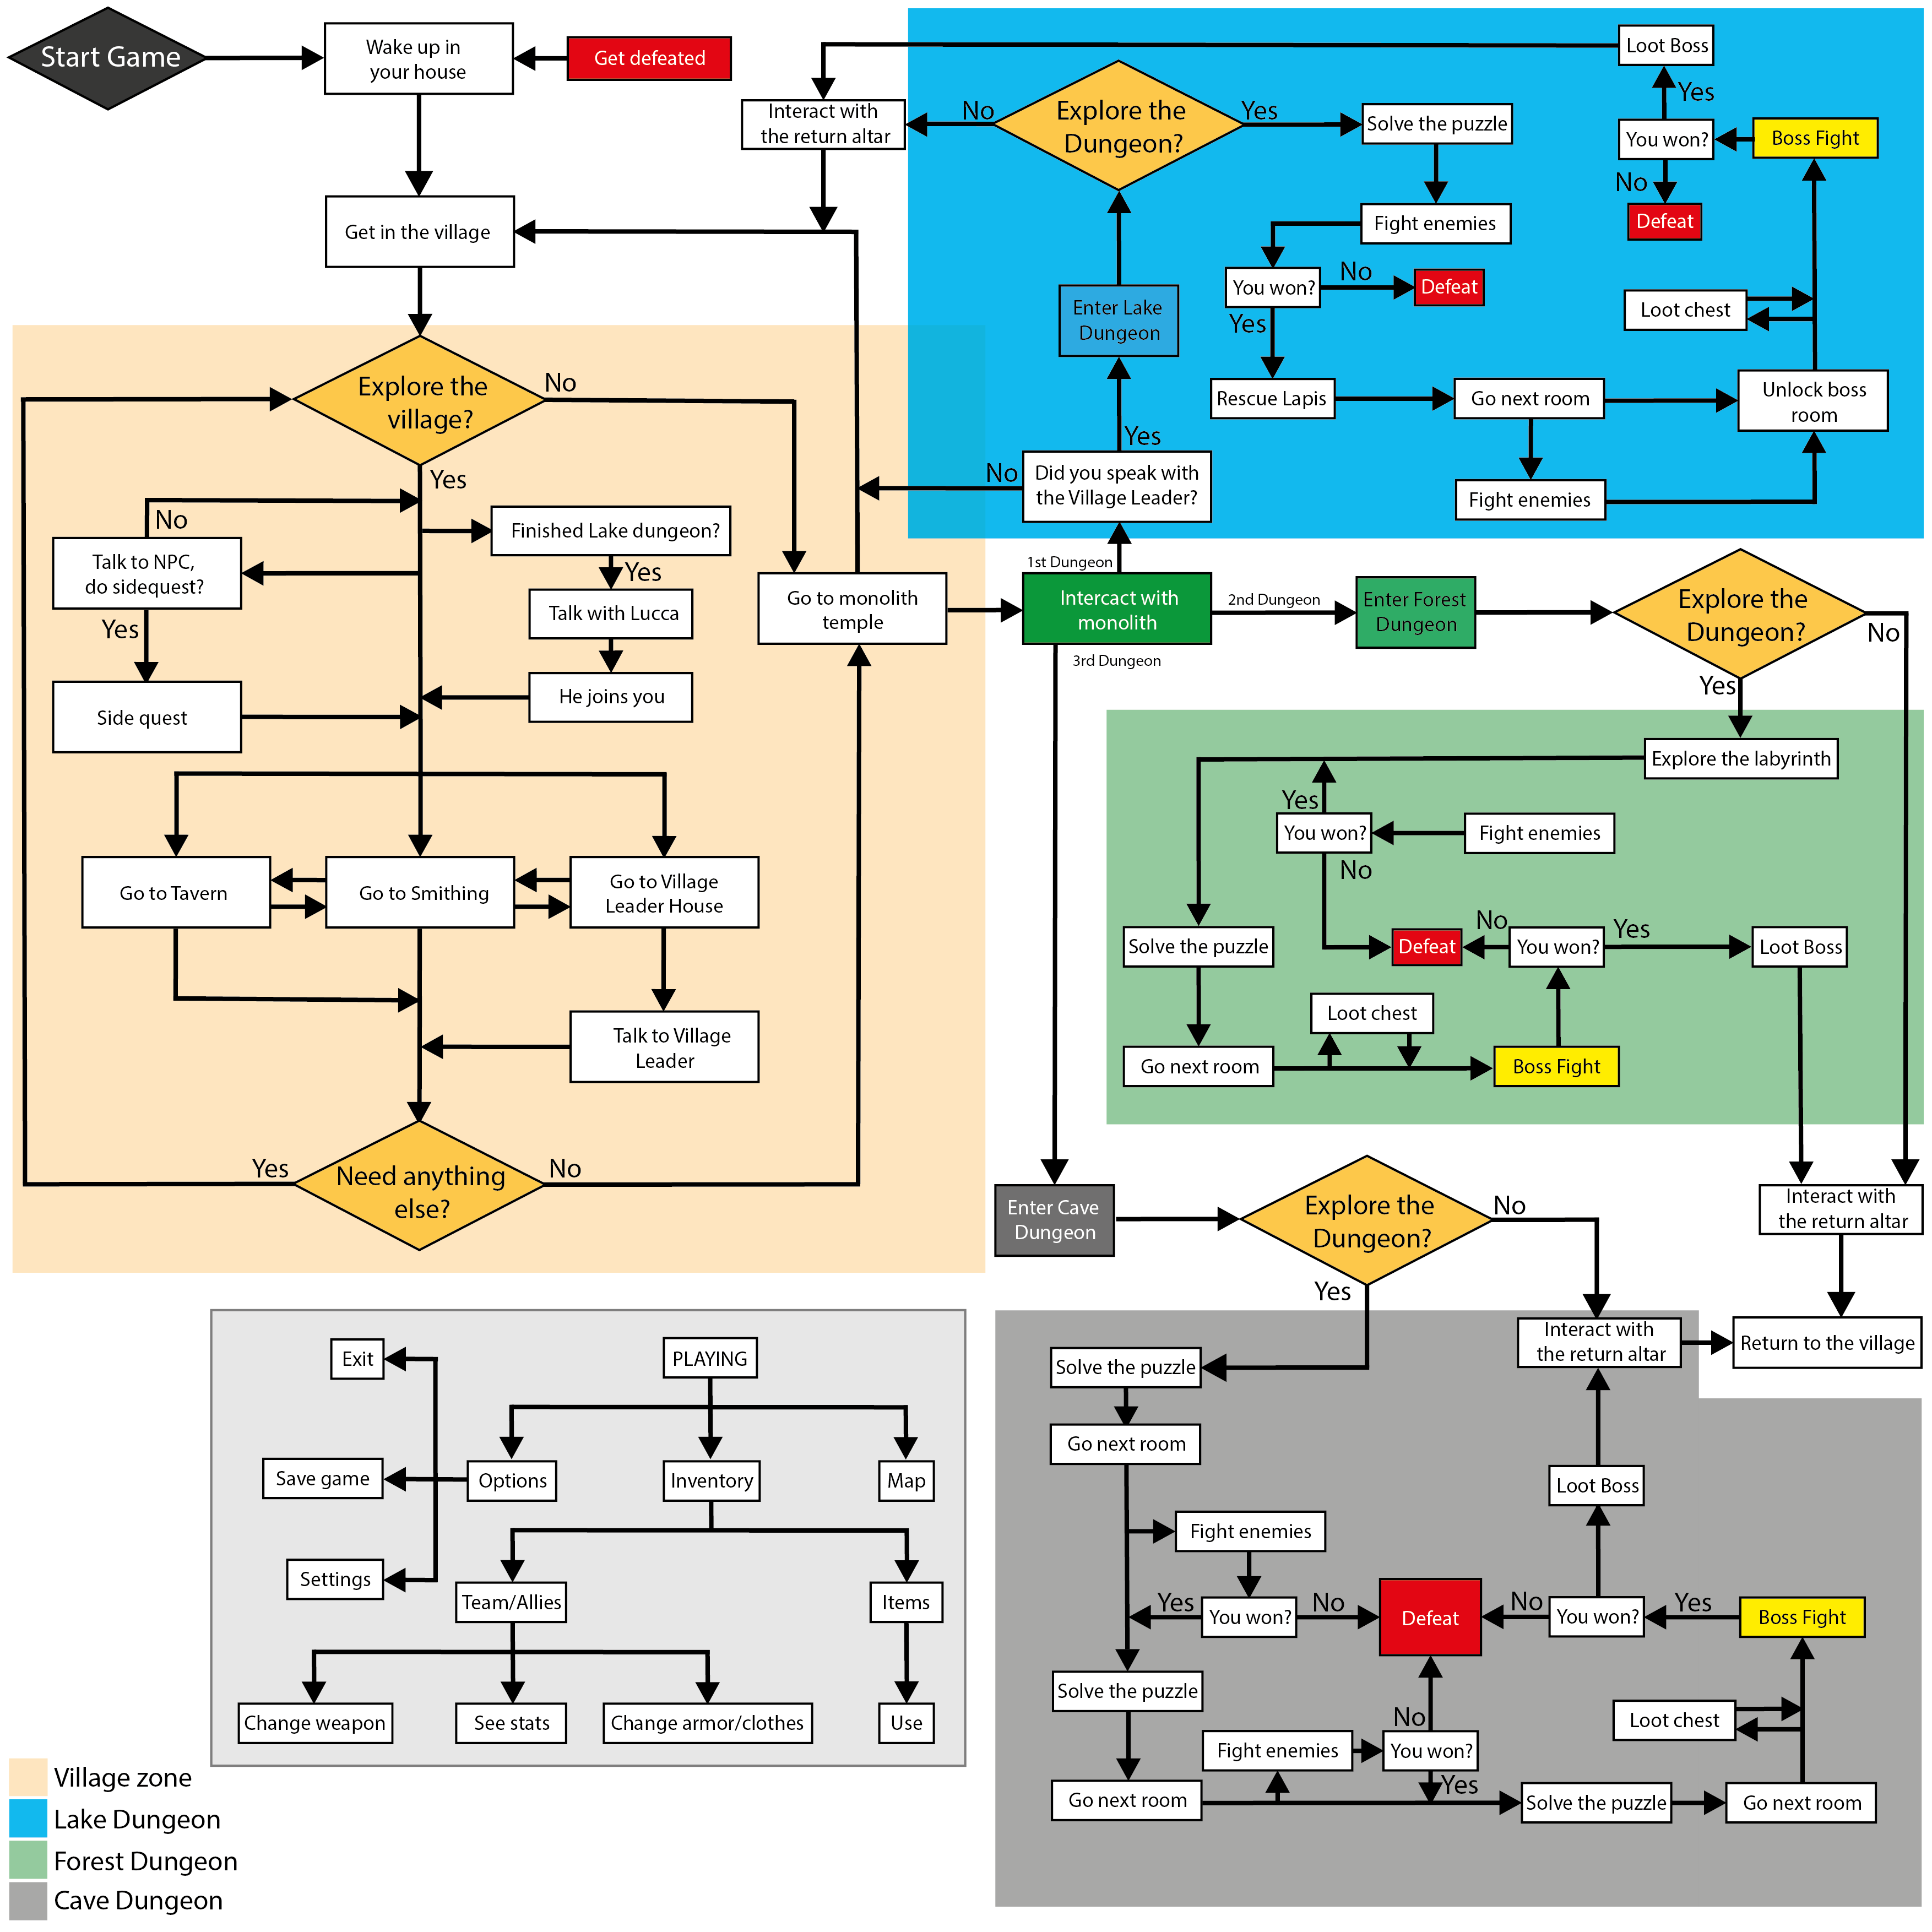 Start Game
Wake up in
your house
Get defeated
Get in the village
Interact with
the return altar
No
Explore the
Dungeon?
Yes
Solve the puzzle
Fight enemies
You won?
No
Defeat
Yes
Rescue Lapis
Go next room
Fight enemies
Unlock boss
room
Loot chest
Boss Fight
You won?
Yes
Loot Boss
No
Defeat
Enter Lake
Dungeon
Yes
Did you speak with
the Village Leader?
No
1st Dungeon
Explore the
village?
No
Yes
No
Talk to NPC,
do sidequest?
Yes
Side quest
Finished Lake dungeon?
Yes
Talk with Lucca
He joins you
Go to monolith
temple
Go to Tavern
Go to Smithing
Go to Village
Leader House
Talk to Village
Leader
Need anything
else?
Yes
No
Intercact with
monolith
2nd Dungeon
3rd Dungeon
Enter Forest
Dungeon
Explore the
Dungeon?
No
Yes
Explore the labyrinth
Yes
You won?
Fight enemies
No
Solve the puzzle
Defeat
No
You won?
Yes
Loot Boss
Loot chest
Go next room
Boss Fight
Interact with
the return altar
Return to the village
Enter Cave
Dungeon
Explore the
Dungeon?
No
Yes
Interact with
the return altar
Solve the puzzle
Go next room
Fight enemies
Yes
You won?
No
Defeat
No
You won?
Yes
Boss Fight
Loot Boss
Solve the puzzle
Go next room
Fight enemies
You won?
No
Yes
Solve the puzzle
Go next room
Loot chest
PLAYING
Exit
Save game
Settings
Options
Inventory
Map
Team/Allies
Items
Change weapon
See stats
Change armor/clothes
Use
Village zone
Lake Dungeon
Forest Dungeon
Cave Dungeon